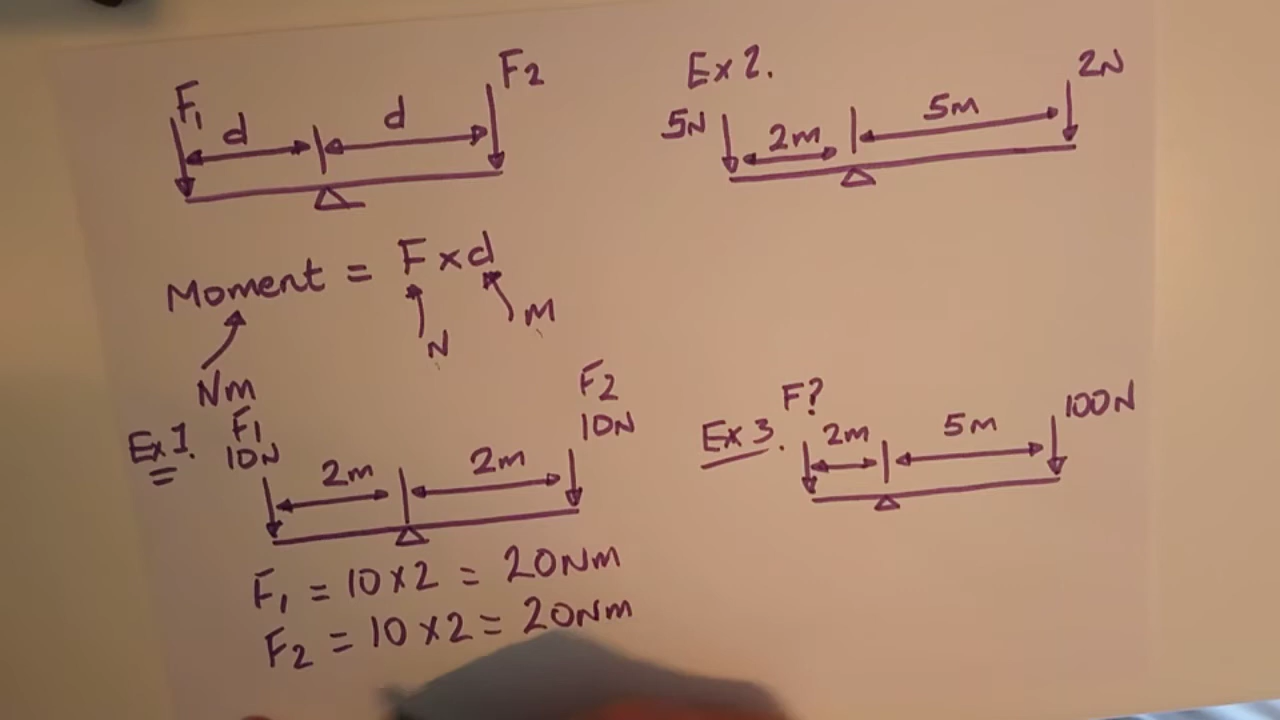 F1 d d F2
Moment = F x d
N
M
Nm
Ex 1. F1 10N 2m 2m F2 10N
F1 = 10 x 2 = 20Nm
F2 = 10 x 2 = 20Nm
Ex 2.
5N 2m 5m 2N
Ex 3. F? 2m 5m 100N